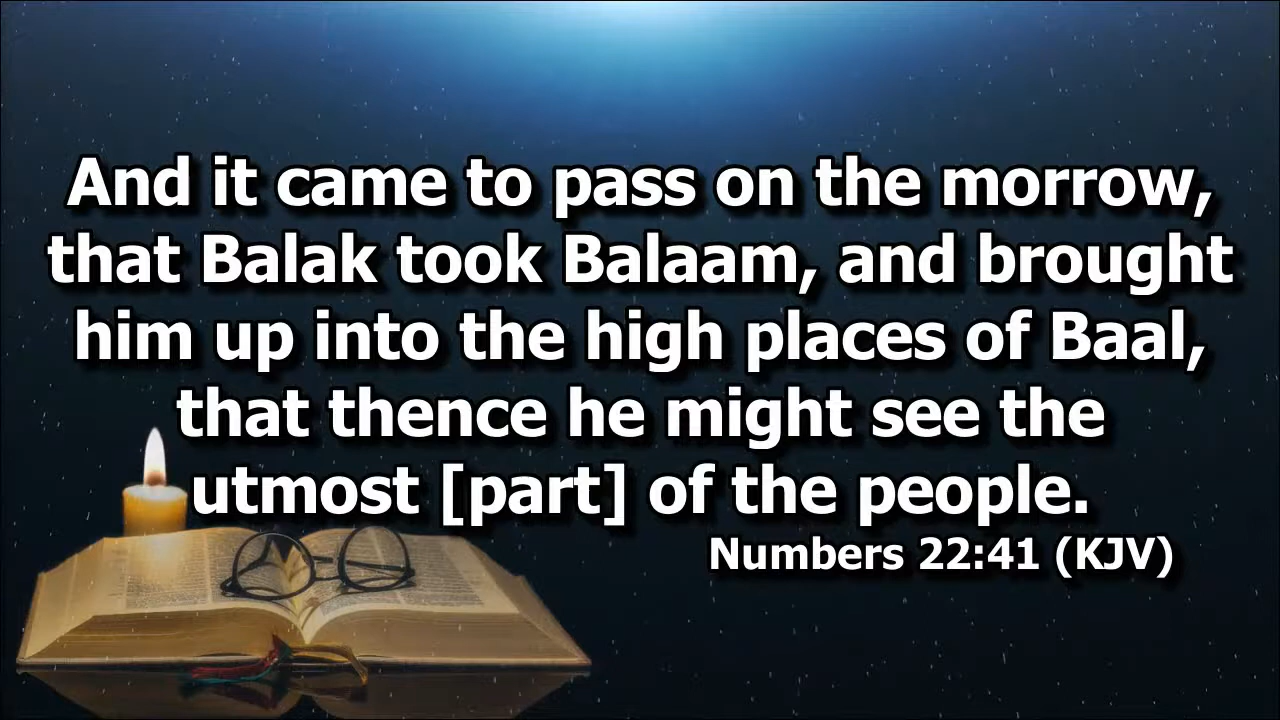 And it came to pass on the morrow,
that Balak took Balaam, and brought
him up into the high places of Baal,
that thence he might see the
utmost [part] of the people.
Numbers 22:41 (KJV)